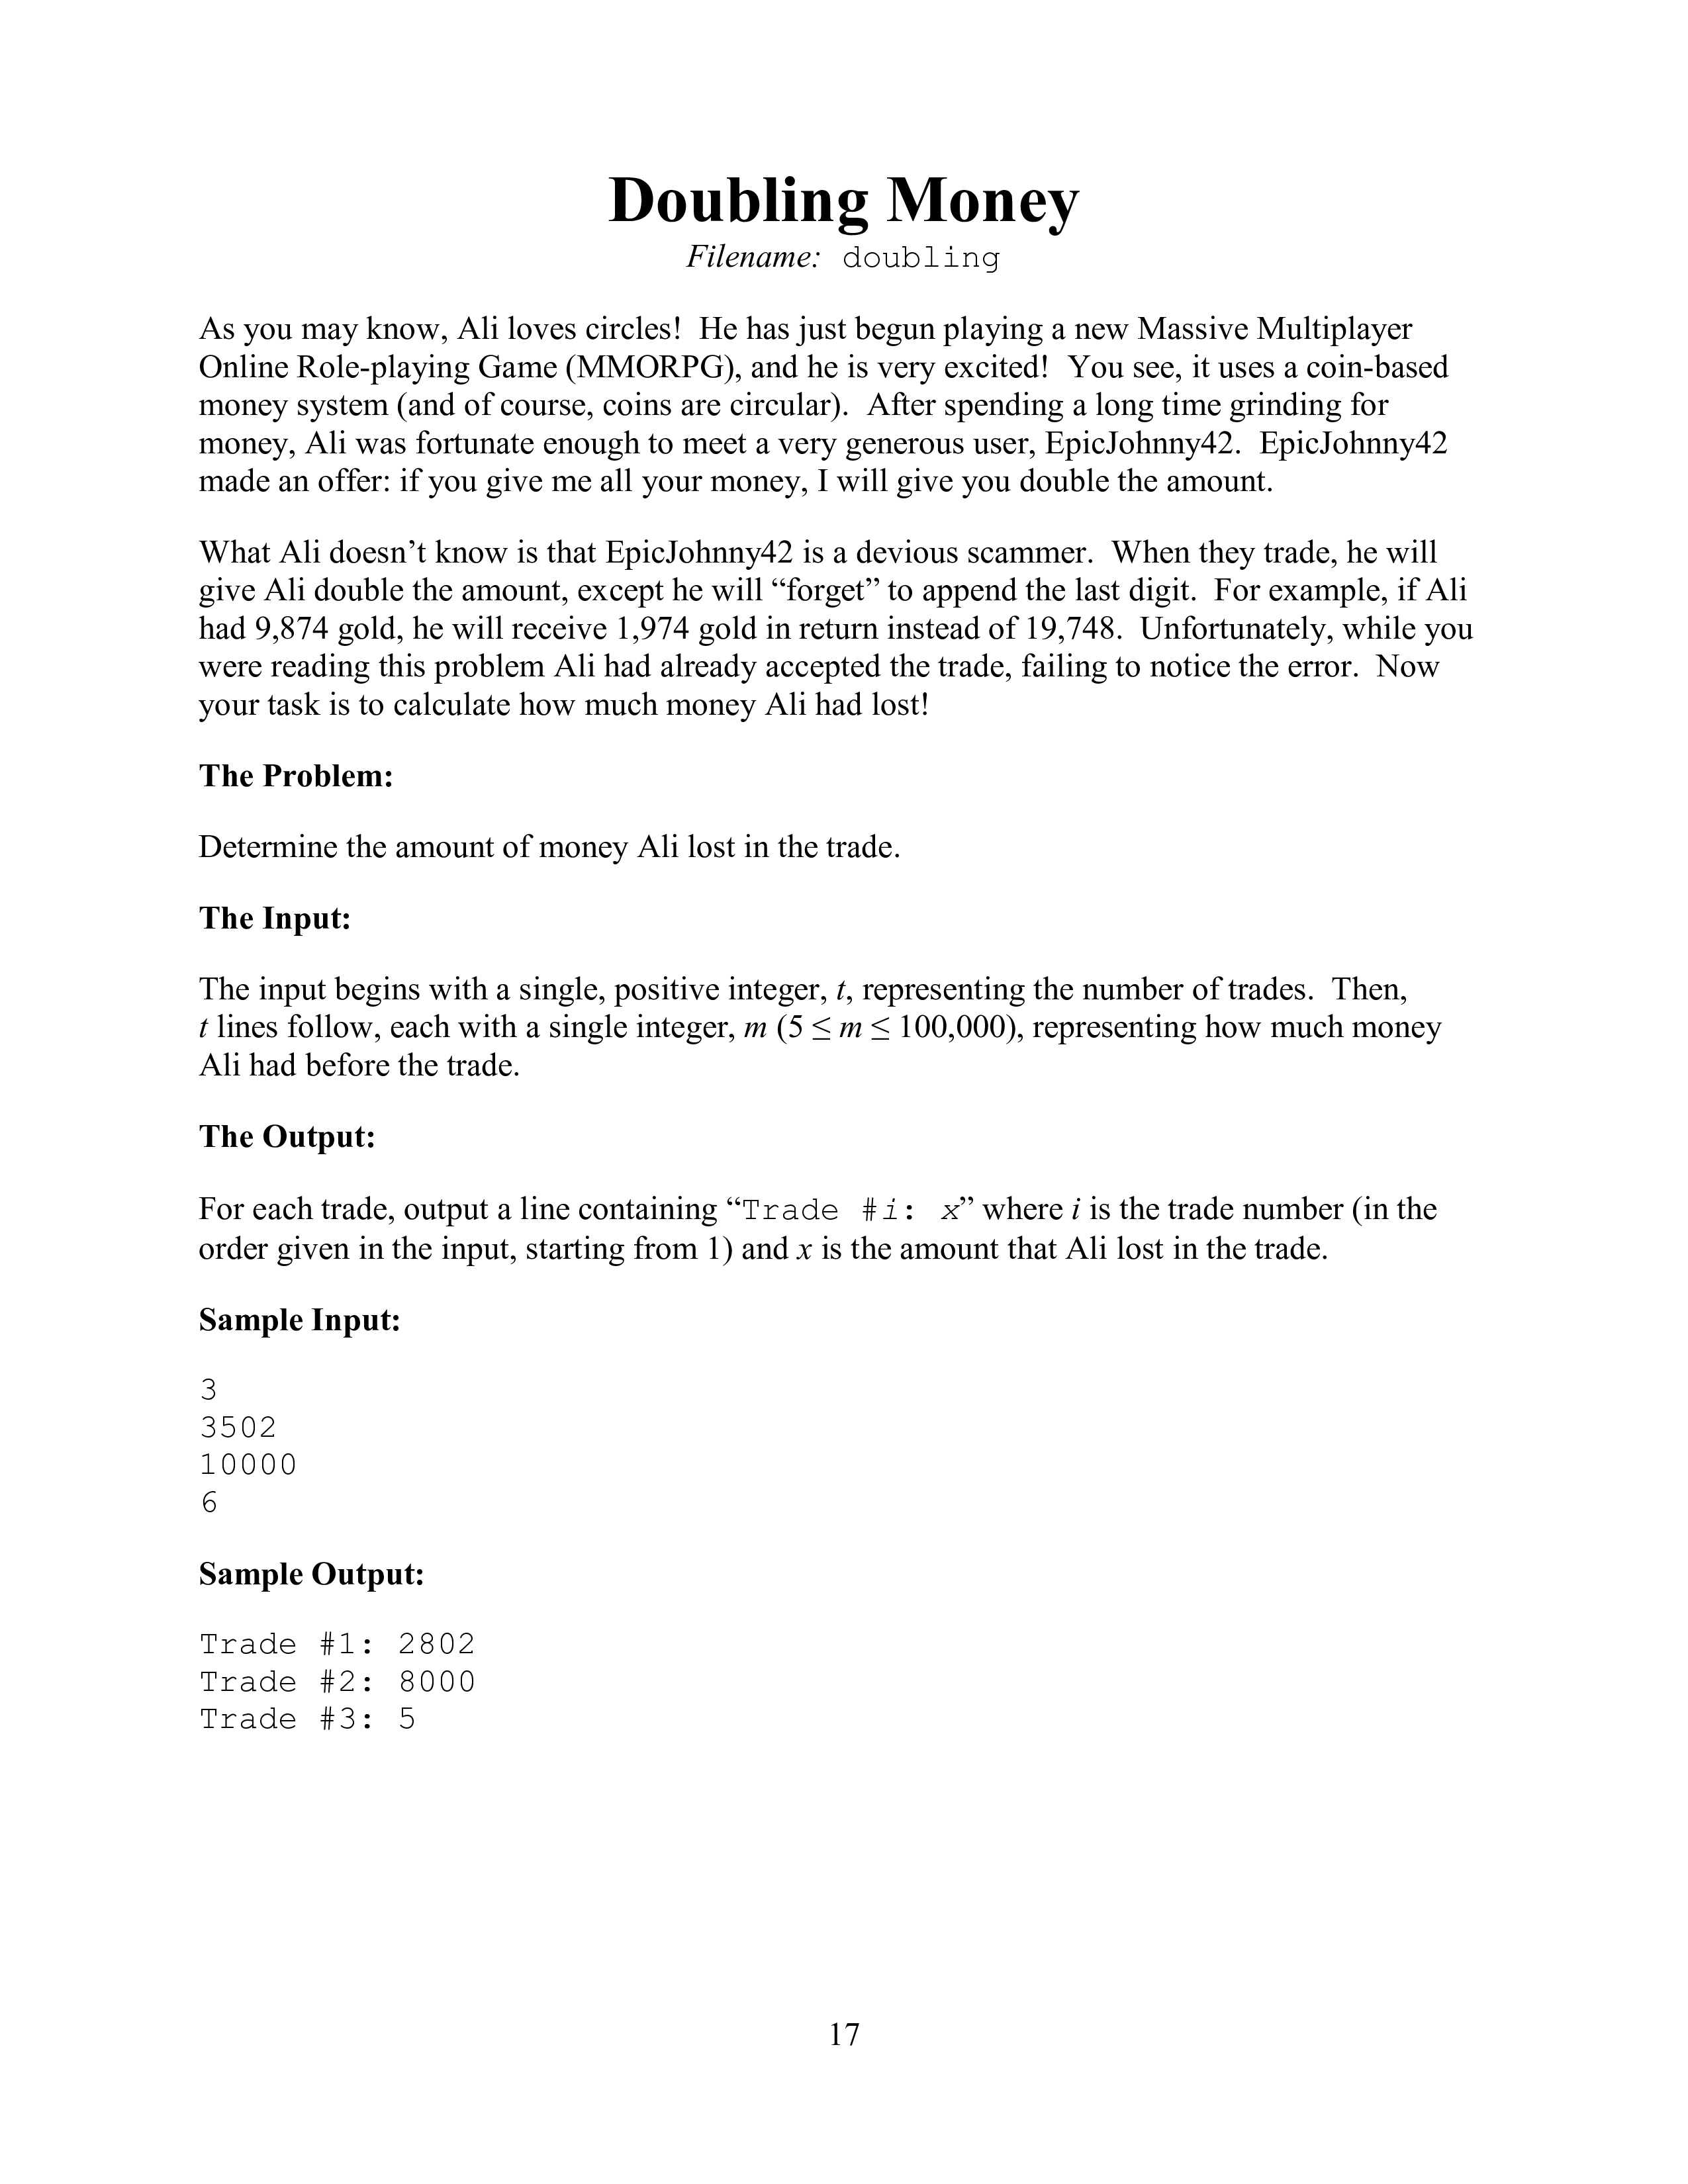 Doubling Money
Filename: doubling
As you may know, Ali loves circles!  He has just begun playing a new Massive Multiplayer
Online Role-playing Game (MMORPG), and he is very excited!  You see, it uses a coin-based
money system (and of course, coins are circular).  After spending a long time grinding for
money, Ali was fortunate enough to meet a very generous user, EpicJohnny42.  EpicJohnny42
made an offer: if you give me all your money, I will give you double the amount.
What Ali doesn’t know is that EpicJohnny42 is a devious scammer.  When they trade, he will
give Ali double the amount, except he will “forget” to append the last digit.  For example, if Ali
had 9,874 gold, he will receive 1,974 gold in return instead of 19,748.  Unfortunately, while you
were reading this problem Ali had already accepted the trade, failing to notice the error.  Now
your task is to calculate how much money Ali had lost!
The Problem:
Determine the amount of money Ali lost in the trade.
The Input:
The input begins with a single, positive integer, t, representing the number of trades.  Then,
t lines follow, each with a single integer, m (5 ≤ m ≤ 100,000), representing how much money
Ali had before the trade.
The Output:
For each trade, output a line containing “Trade #i: x” where i is the trade number (in the
order given in the input, starting from 1) and x is the amount that Ali lost in the trade.
Sample Input:
3
3502
10000
6
Sample Output:
Trade #1: 2802
Trade #2: 8000
Trade #3: 5
17